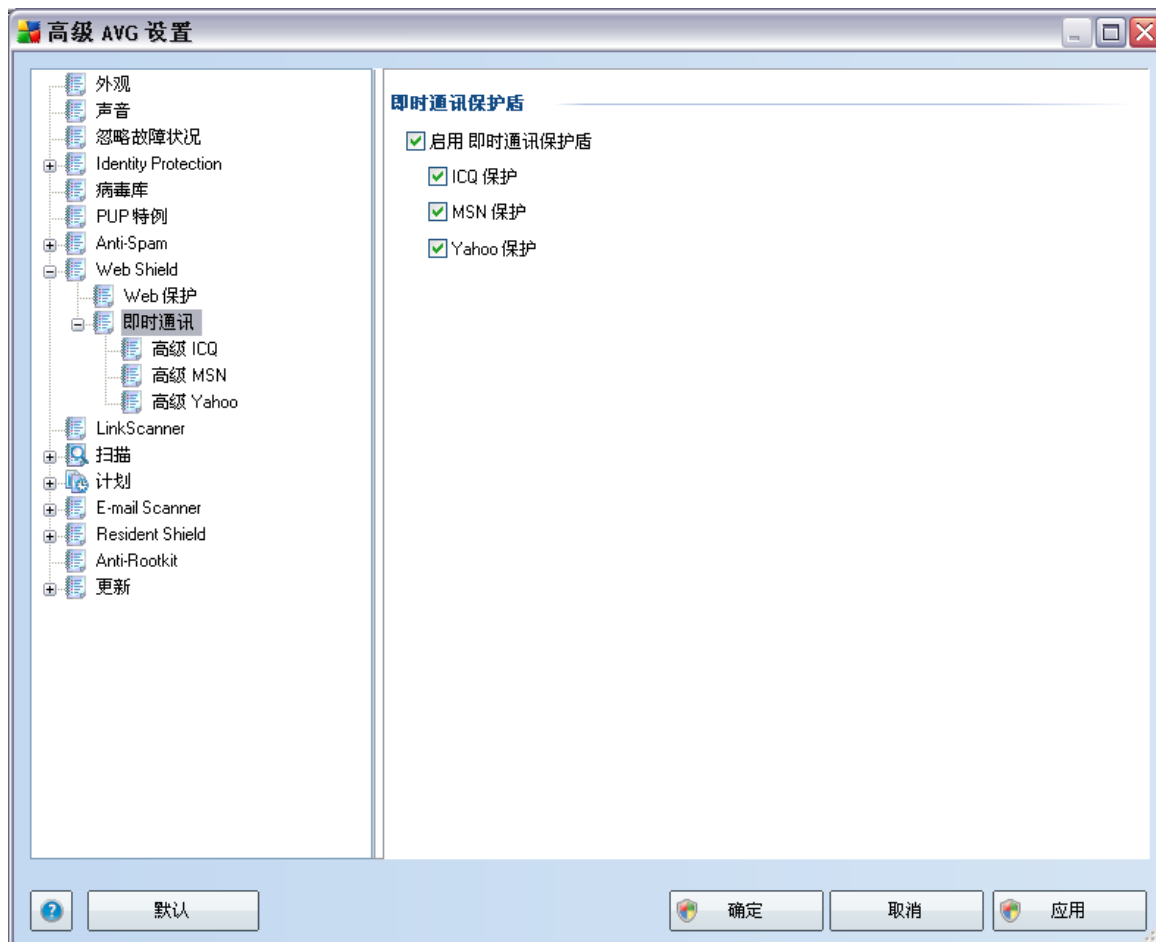 高级 AVG 设置
外观
声音
忽略故障状况
Identity Protection
病毒库
PUP 特例
Anti-Spam
Web Shield
Web 保护
即时通讯
高级 ICQ
高级 MSN
高级 Yahoo
LinkScanner
扫描
计划
E-mail Scanner
Resident Shield
Anti-Rootkit
更新
即时通讯保护盾
启用 即时通讯保护盾
ICQ 保护
MSN 保护
Yahoo 保护
默认
确定
取消
应用